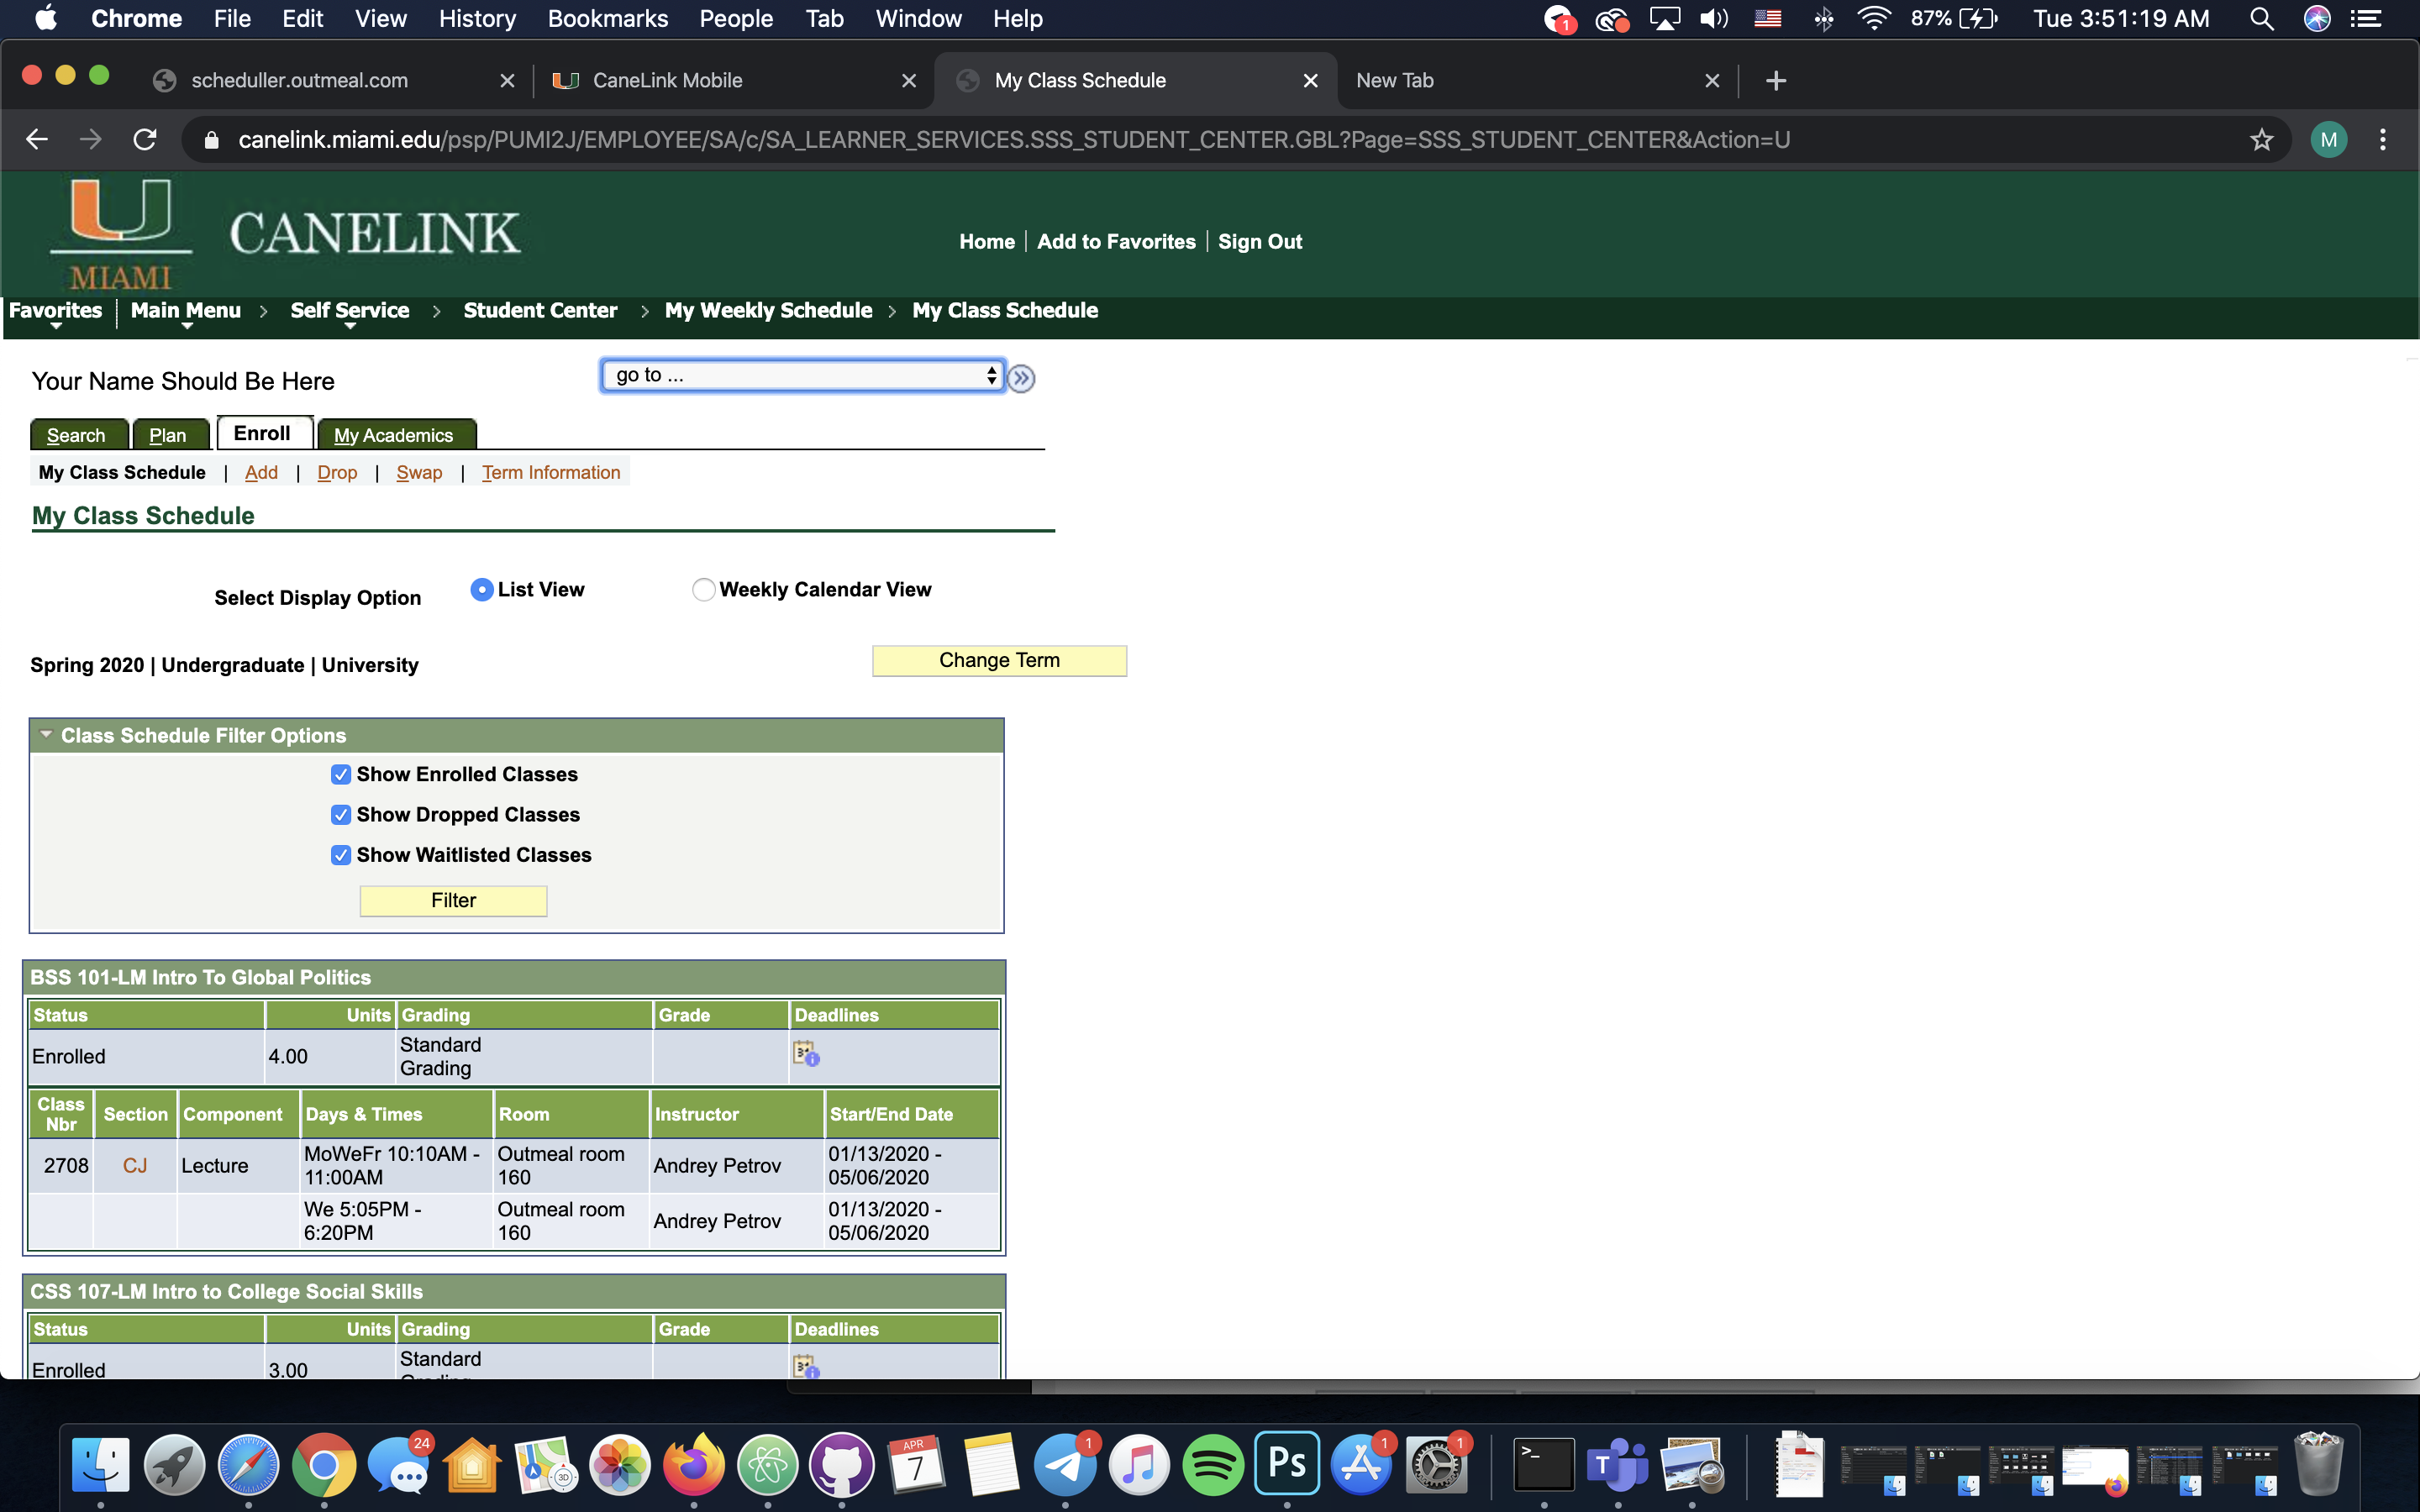 Chrome File Edit View History Bookmarks People Tab Window Help 1 87% Tue 3:51:19 AM
scheduller.outmeal.com CaneLink Mobile My Class Schedule New Tab
canelink.miami.edu/psp/PUMI2J/EMPLOYEE/SA/c/SA_LEARNER_SERVICES.SSS_STUDENT_CENTER.GBL?Page=SSS_STUDENT_CENTER&Action=U M
U MIAMI
CANELINK
Home | Add to Favorites | Sign Out
Favorites | Main Menu > Self Service > Student Center > My Weekly Schedule > My Class Schedule
Your Name Should Be Here go to ...
Search Plan Enroll My Academics
My Class Schedule | Add | Drop | Swap | Term Information
My Class Schedule
Select Display Option List View Weekly Calendar View
Spring 2020 | Undergraduate | University Change Term
Class Schedule Filter Options
Show Enrolled Classes
Show Dropped Classes
Show Waitlisted Classes
Filter
BSS 101-LM Intro To Global Politics
Status Units Grading Grade Deadlines
Enrolled 4.00 Standard Grading
Class Nbr Section Component Days & Times Room Instructor Start/End Date
2708 CJ Lecture MoWeFr 10:10AM - 11:00AM Outmeal room 160 Andrey Petrov 01/13/2020 - 05/06/2020
We 5:05PM - 6:20PM Outmeal room 160 Andrey Petrov 01/13/2020 - 05/06/2020
CSS 107-LM Intro to College Social Skills
Status Units Grading Grade Deadlines
Enrolled 3.00 Standard
24 3D APR 7 1 Ps 1 1 >_ T